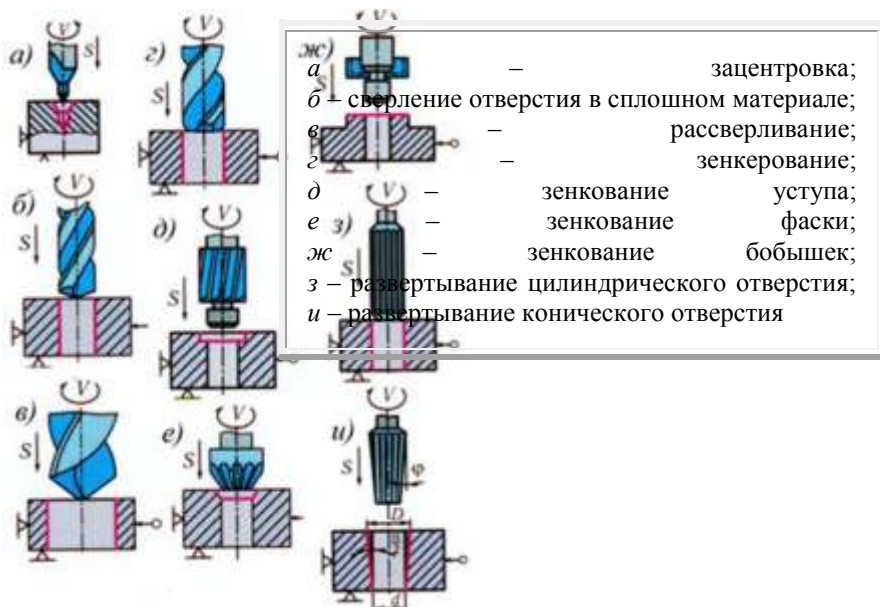 V
а)
S
V
г)
S
V
ж)
S
а – зацентровка;
б – сверление отверстия в сплошном материале;
в – рассверливание;
г – зенкерование;
д – зенкование уступа;
е – зенкование фаски;
ж – зенкование бобышек;
з – развертывание цилиндрического отверстия;
и – развертывание конического отверстия
V
б)
S
V
д)
S
V
з)
S
V
в)
S
V
е)
S
V
и)
S
φ
D
d